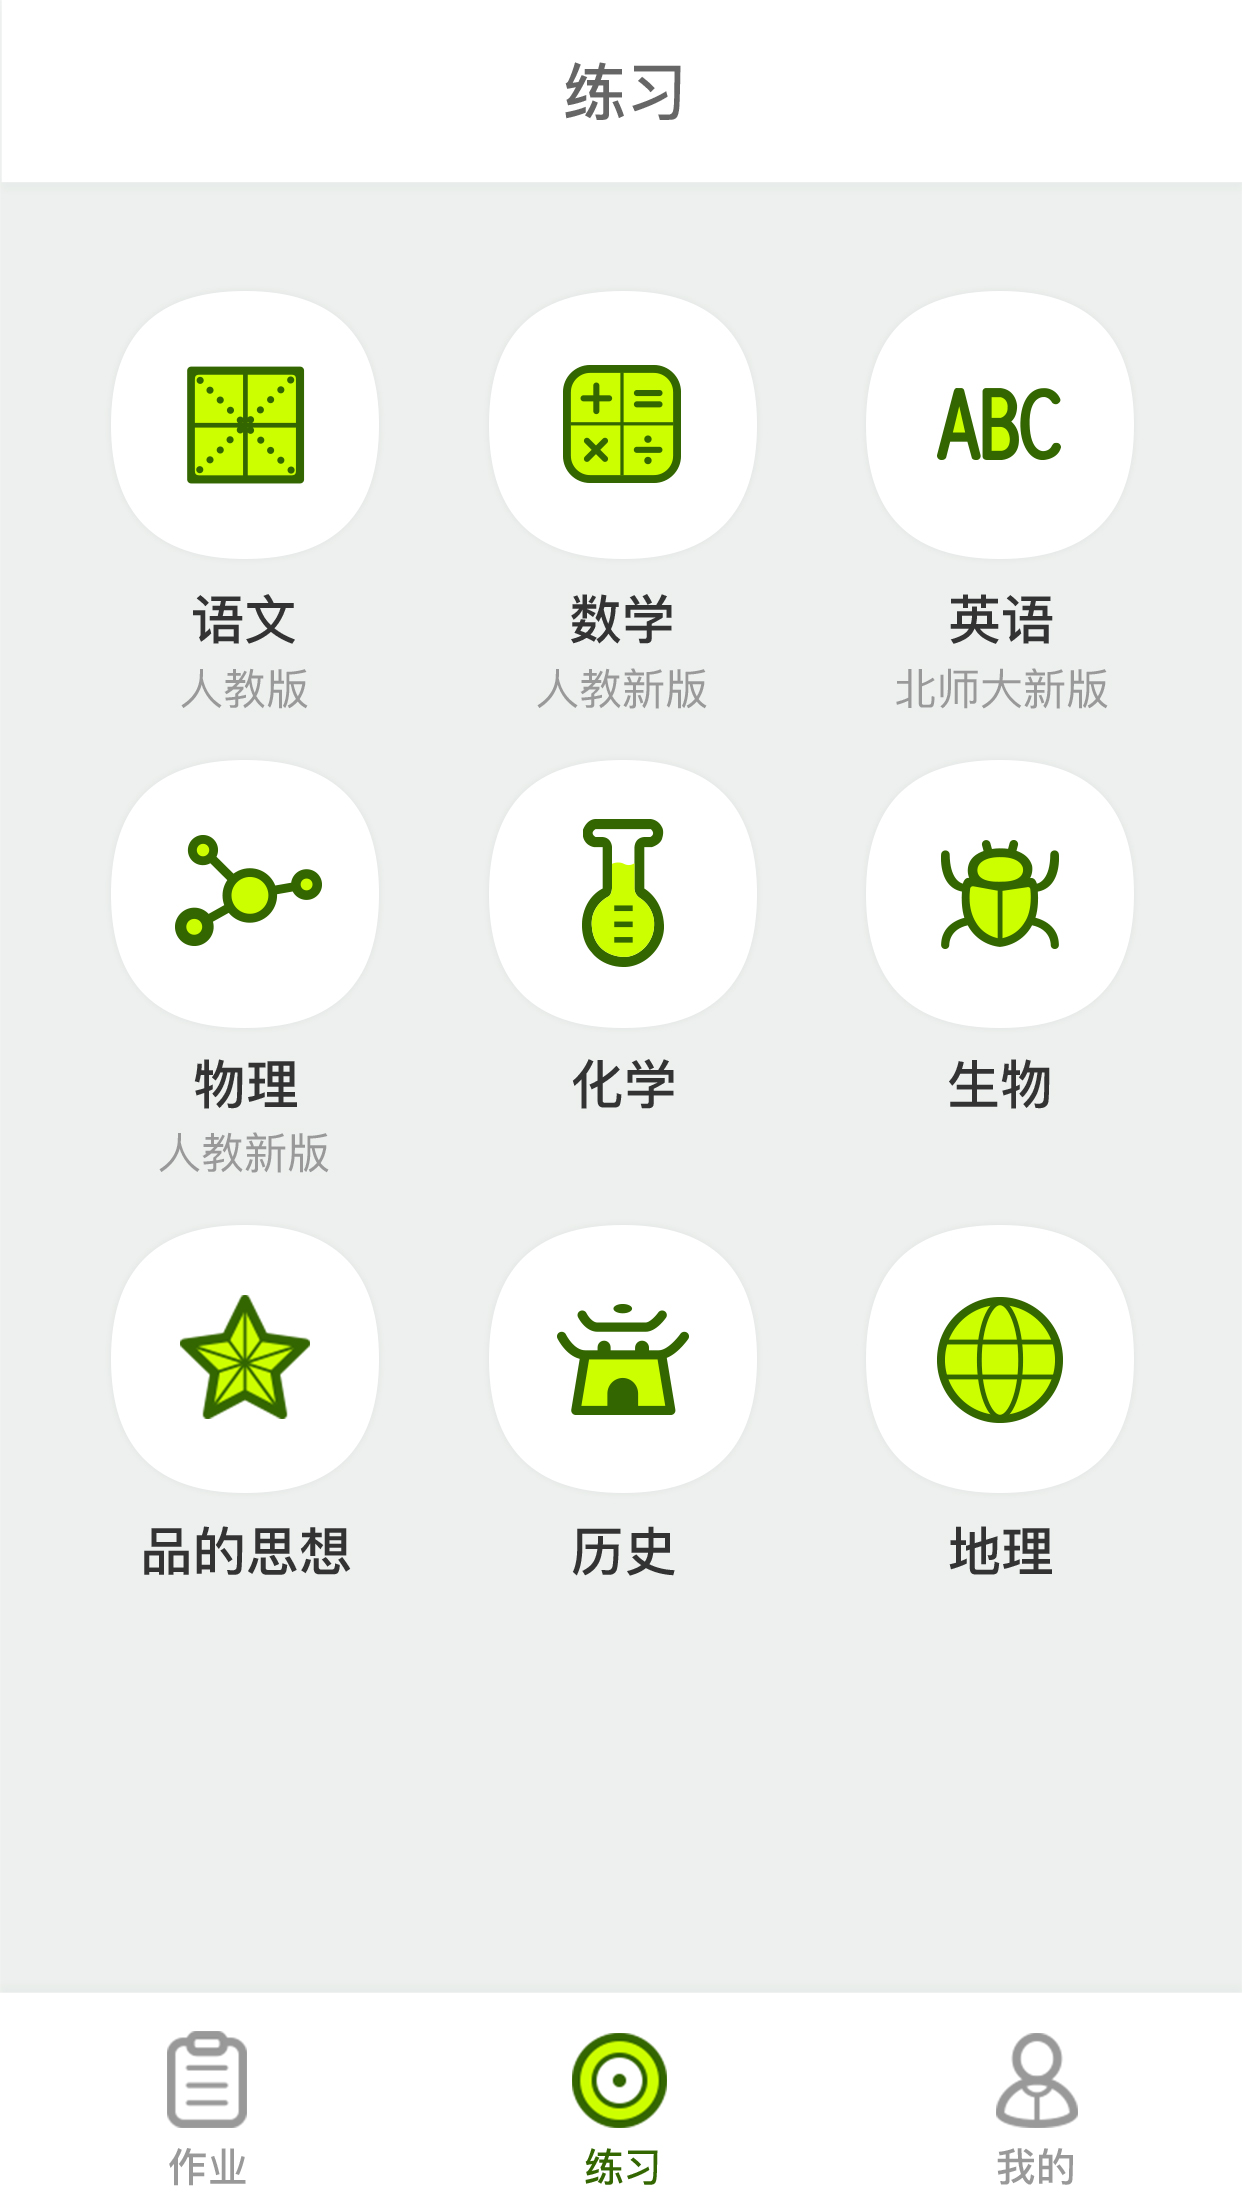 练习
ABC
语文
数学
英语
人教版
人教新版
北师大新版
物理
化学
生物
人教新版
品的思想
历史
地理
作业
练习
我的